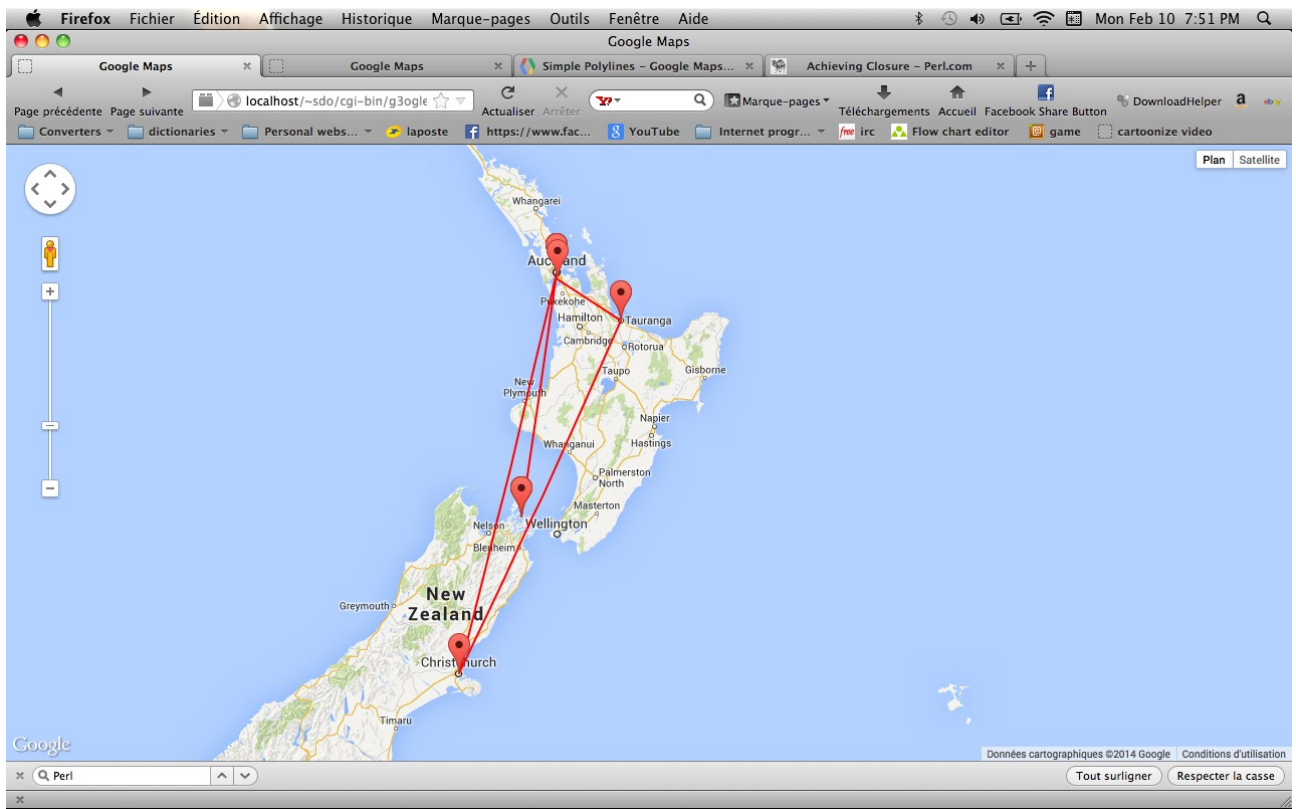 Firefox Fichier Édition Affichage Historique Marque-pages Outils Fenêtre Aide Mon Feb 10 7:51 PM
Google Maps
Google Maps Google Maps Simple Polylines – Google Maps... Achieving Closure – Perl.com
Page précédente Page suivante localhost/~sdo/cgi-bin/g3ogle Actualiser Arrêter Marque-pages Téléchargements Accueil Facebook Share Button DownloadHelper
Converters dictionaries Personal webs... laposte https://www.fac... YouTube Internet progr... free irc Flow chart editor game cartoonize video
Plan Satellite
Whangarei
Auckland
Pukekohe
Hamilton Tauranga
Cambridge Rotorua
Taupo Gisborne
New
Plymouth
Napier
Whanganui Hastings
Palmerston
North
Masterton
Nelson Wellington
Blenheim
New
Zealand
Greymouth
Christchurch
Timaru
Google
Données cartographiques ©2014 Google Conditions d'utilisation
Perl Tout surligner Respecter la casse